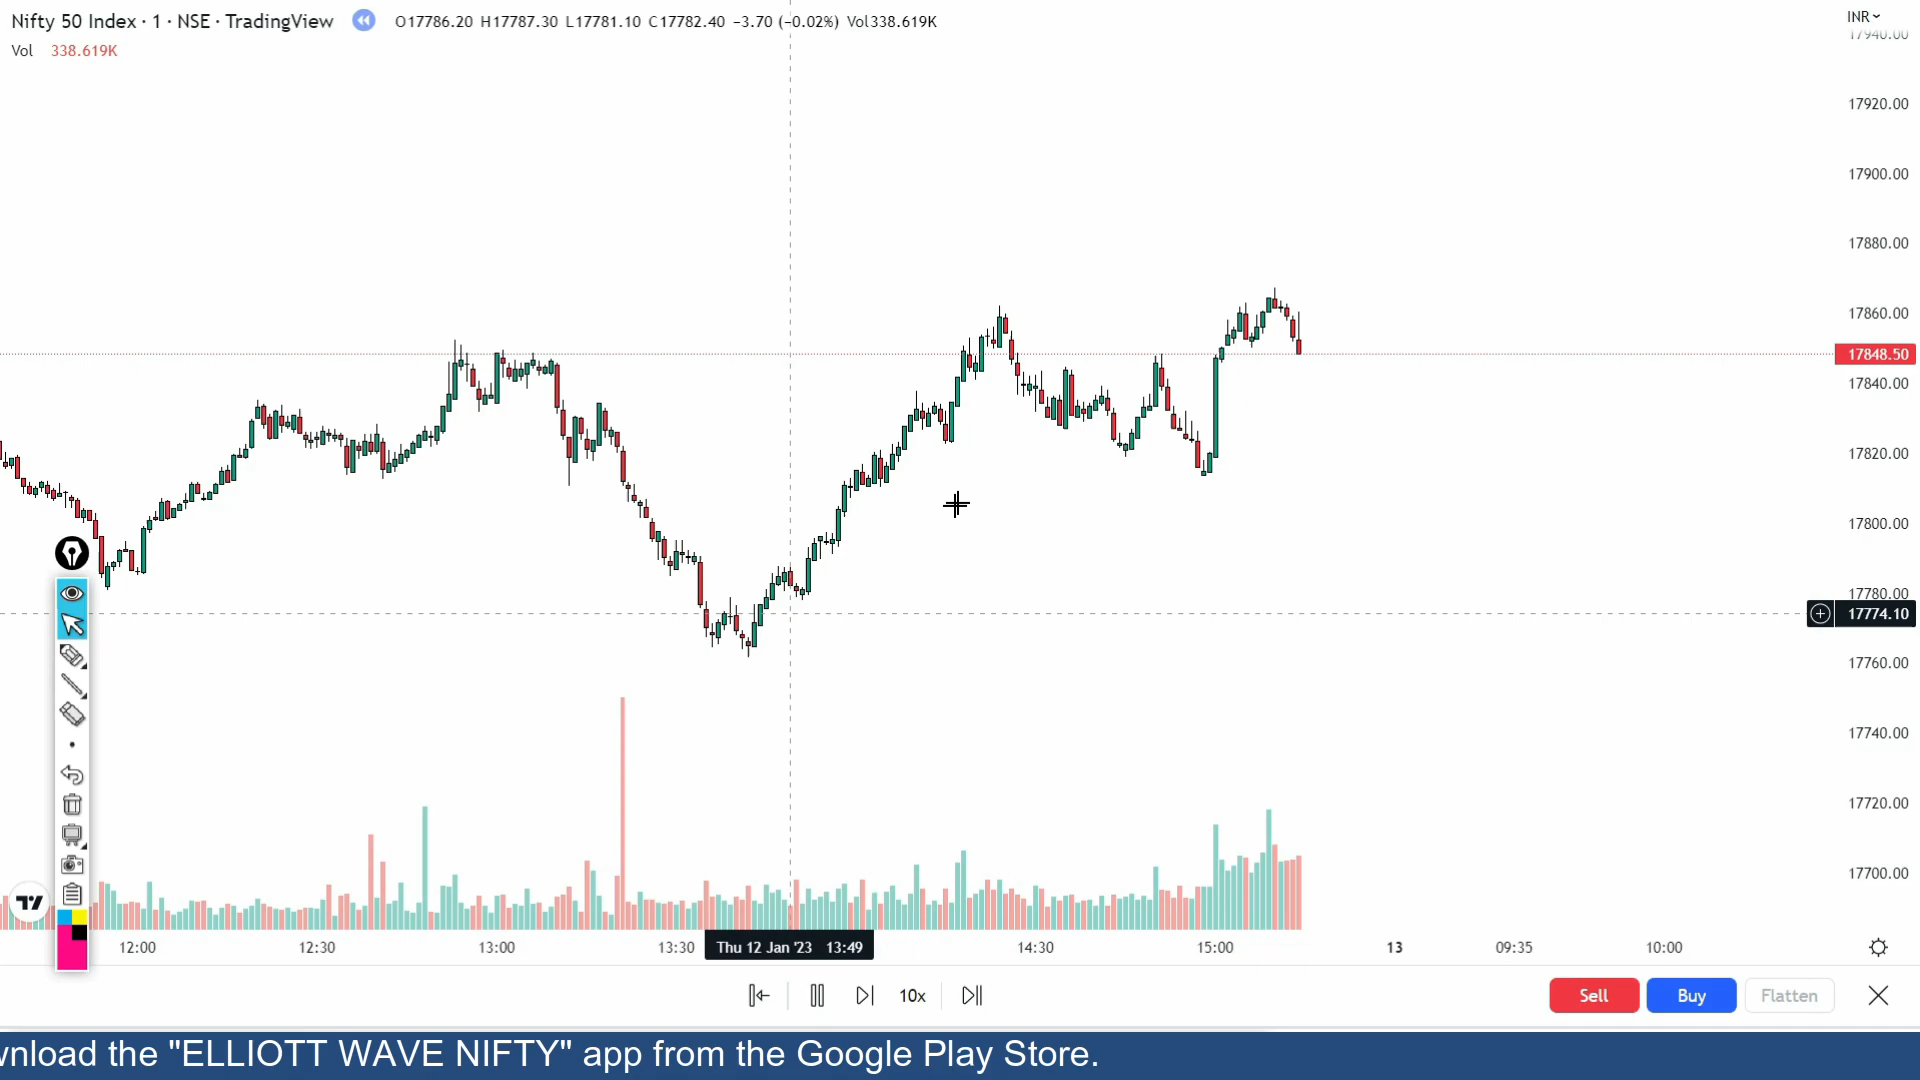 Nifty 50 Index · 1 · NSE · TradingView O17786.20 H17787.30 L17781.10 C17782.40 −3.70 (−0.02%) Vol338.619K
INR
Vol 338.619K
17940.00
17920.00
17900.00
17880.00
17860.00
17848.50
17840.00
17820.00
17800.00
17780.00
17774.10
17760.00
17740.00
17720.00
17700.00
12:00 12:30 13:00 13:30 Thu 12 Jan '23 13:49 14:30 15:00 13 09:35 10:00
10x Sell Buy Flatten
wnload the "ELLIOTT WAVE NIFTY" app from the Google Play Store.